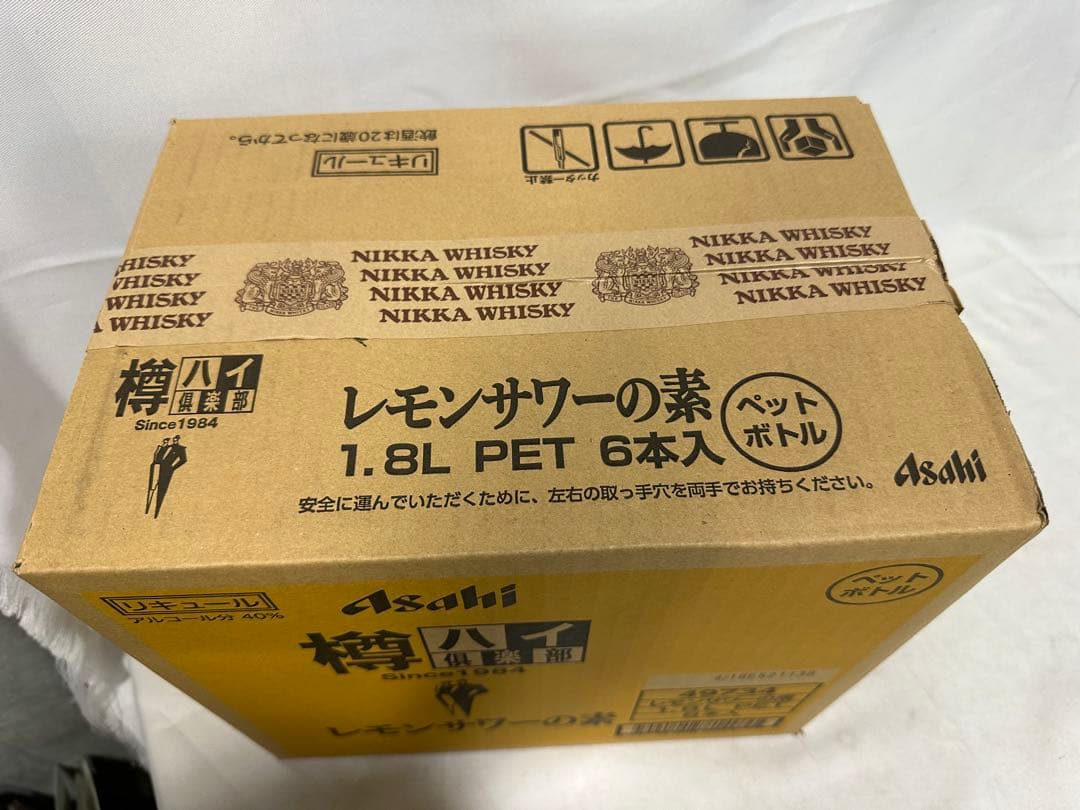 飲酒は20歳になってから。
リキュール
カッター禁止
HISKY
WHISKY
WHISKY
A WHISKY
NIKKA WHISKY
NIKKA WHISKY
NIKKA WHISKY
NIKKA WHISKY
NIKKA WHISKY
NIKKA WHISKY
NIKKA WHISKY
NIKKA WHISKY
樽ハイ
倶楽部
Since1984
レモンサワーの素
1.8L PET 6本入
ペット
ボトル
安全に運んでいただくために、左右の取っ手穴を両手でお持ちください。
Asahi
リキュール
アルコール分 40%
Asahi
樽ハイ
倶楽部
Since1984
レモンサワーの素
ペット
ボトル
49734